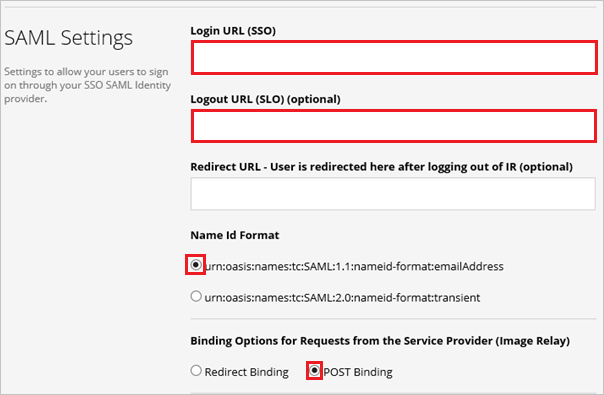 SAML Settings
Settings to allow your users to sign
on through your SSO SAML Identity
provider.
Login URL (SSO)
Logout URL (SLO) (optional)
Redirect URL - User is redirected here after logging out of IR (optional)
Name Id Format
urn:oasis:names:tc:SAML:1.1:nameid-format:emailAddress
urn:oasis:names:tc:SAML:2.0:nameid-format:transient
Binding Options for Requests from the Service Provider (Image Relay)
Redirect Binding POST Binding